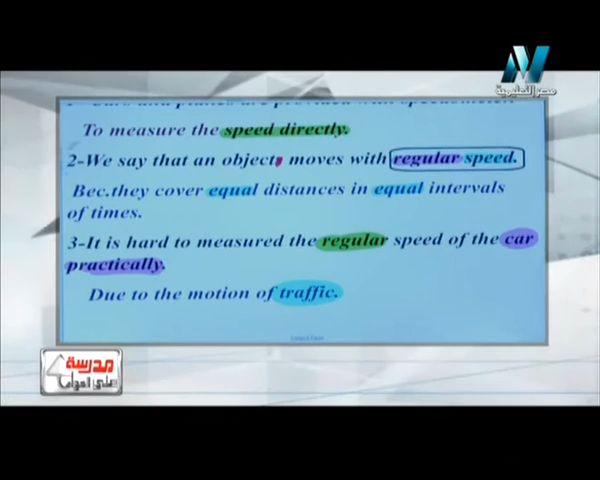 مصر التعليمية
To measure the speed directly.
2-We say that an object, moves with regular speed.
Bec.they cover equal distances in equal intervals
of times.
3-It is hard to measured the regular speed of the car
practically.
Due to the motion of traffic.
مدرسة
على الهواء